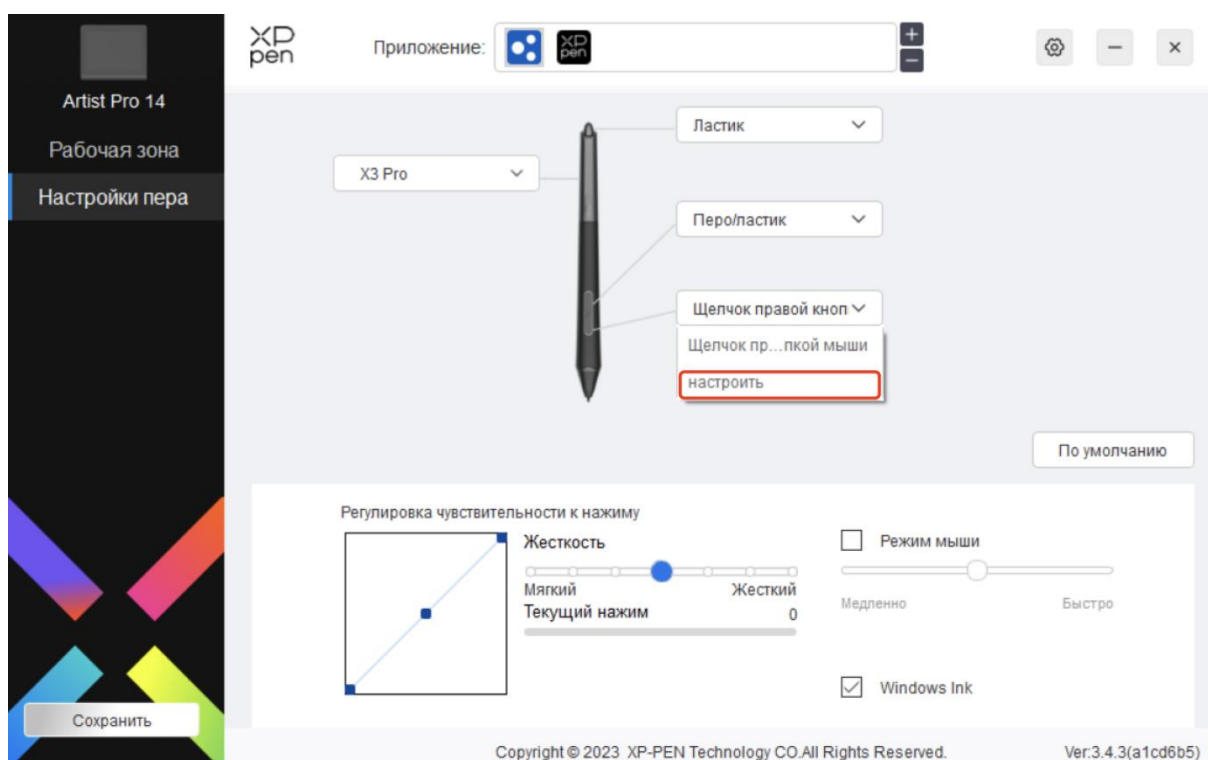 XP
pen
Приложение:
XP
pen
Artist Pro 14
Рабочая зона
Настройки пера
Ластик
X3 Pro
Перо/ластик
Щелчок правой кноп
Щелчок пр...пкой мыши
настроить
По умолчанию
Регулировка чувствительности к нажиму
Жесткость
Мягкий Жесткий
Текущий нажим 0
Режим мыши
Медленно Быстро
Windows Ink
Сохранить
Copyright © 2023 XP-PEN Technology CO.All Rights Reserved. Ver:3.4.3(a1cd6b5)